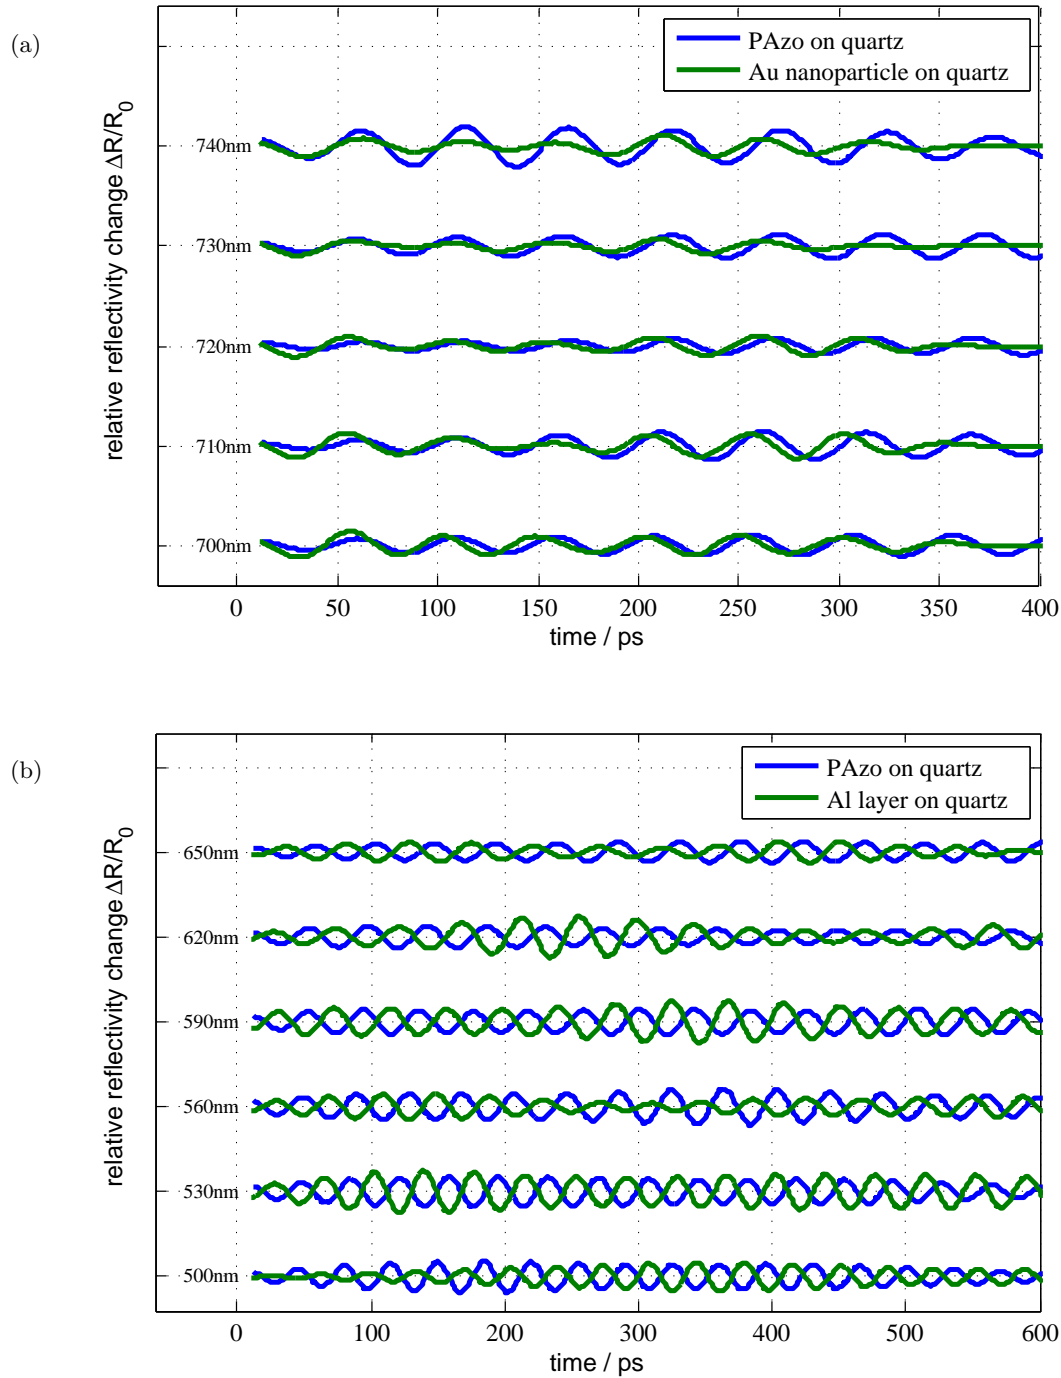 (a)
PAzo on quartz
Au nanoparticle on quartz
relative reflectivity change ΔR/R0
740nm
730nm
720nm
710nm
700nm
0 50 100 150 200 250 300 350 400
time / ps
(b)
PAzo on quartz
Al layer on quartz
relative reflectivity change ΔR/R0
650nm
620nm
590nm
560nm
530nm
500nm
0 100 200 300 400 500 600
time / ps